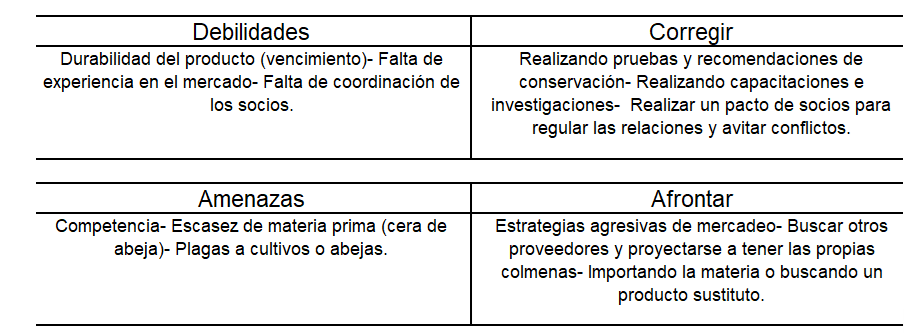 Debilidades
Corregir
Durabilidad del producto (vencimiento)- Falta de
experiencia en el mercado- Falta de coordinación de
los socios.
Realizando pruebas y recomendaciones de
conservación- Realizando capacitaciones e
investigaciones-  Realizar un pacto de socios para
regular las relaciones y avitar conflictos.
Amenazas
Afrontar
Competencia- Escasez de materia prima (cera de
abeja)- Plagas a cultivos o abejas.
Estrategias agresivas de mercadeo- Buscar otros
proveedores y proyectarse a tener las propias
colmenas- Importando la materia o buscando un
producto sustituto.